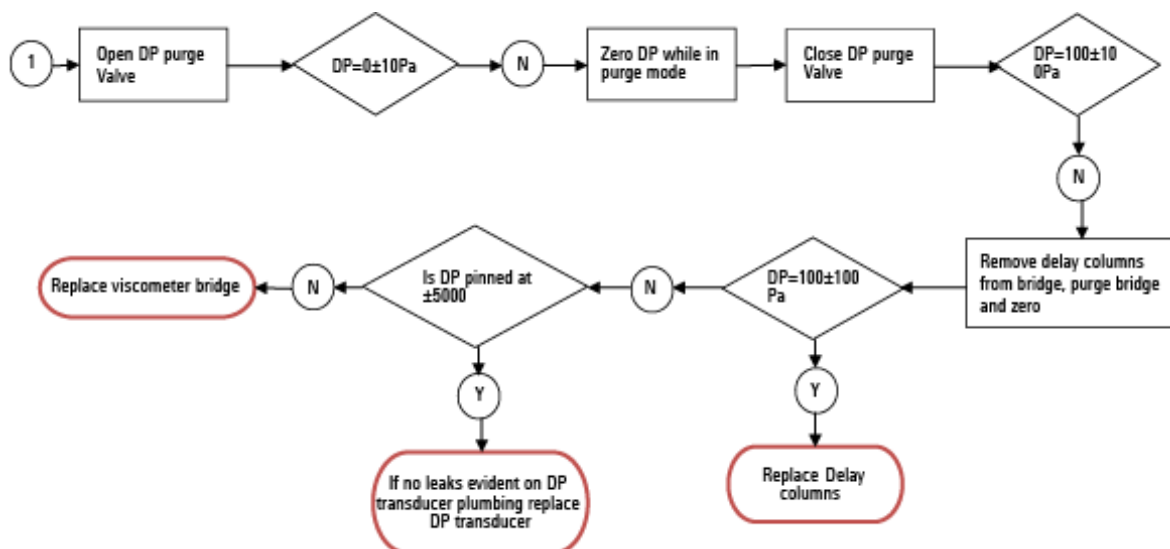 1
Open DP purge
Valve
DP=0±10Pa
N
Zero DP while in
purge mode
Close DP purge
Valve
DP=100±10
0Pa
N
Remove delay columns
from bridge, purge bridge
and zero
DP=100±100
Pa
N
Is DP pinned at
±5000
N
Replace viscometer bridge
Y
If no leaks evident on DP
transducer plumbing replace
DP transducer
Y
Replace Delay
columns